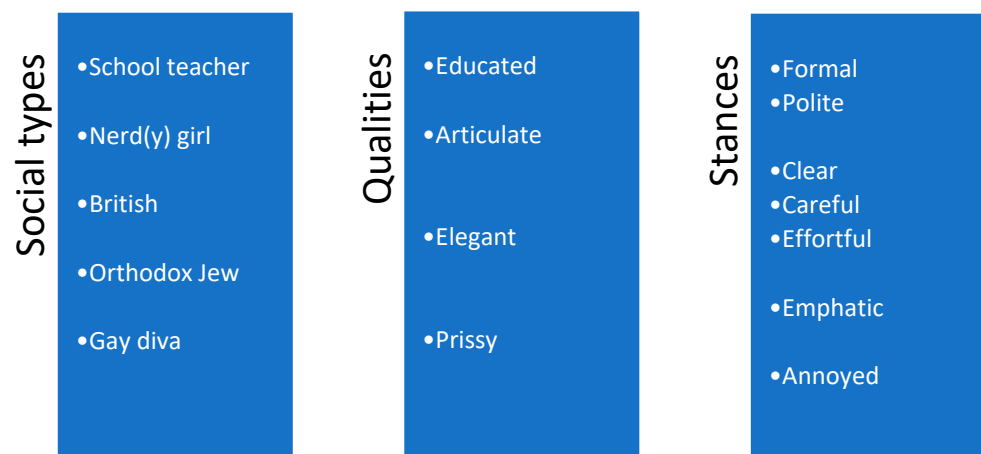 Social types
•School teacher
•Nerd(y) girl
•British
•Orthodox Jew
•Gay diva
Qualities
•Educated
•Articulate
•Elegant
•Prissy
Stances
•Formal
•Polite
•Clear
•Careful
•Effortful
•Emphatic
•Annoyed